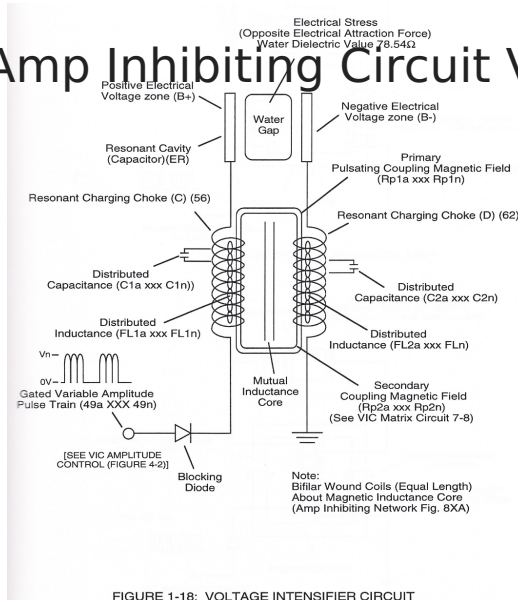 Electrical Stress
(Opposite Electrical Attraction Force)
Water Dielectric Value 78.54Ω
Amp Inhibiting Circuit V
Positive Electrical
Voltage zone (B+)
Water
Gap
Negative Electrical
Voltage zone (B-)
Resonant Cavity
(Capacitor)(ER)
Primary
Pulsating Coupling Magnetic Field
(Rp1a xxx Rp1n)
Resonant Charging Choke (C) (56)
Resonant Charging Choke (D) (62)
Distributed
Capacitance (C1a xxx C1n))
Distributed
Capacitance (C2a xxx C2n)
Distributed
Inductance (FL1a xxx FL1n)
Distributed
Inductance (FL2a xxx FLn)
Vn
OV
Gated Variable Amplitude
Pulse Train (49a XXX 49n)
Mutual
Inductance
Core
Secondary
Coupling Magnetic Field
(Rp2a xxx Rp2n)
(See VIC Matrix Circuit 7-8)
[SEE VIC AMPLITUDE
CONTROL (FIGURE 4-2)]
Blocking
Diode
Note:
Bifilar Wound Coils (Equal Length)
About Magnetic Inductance Core
(Amp Inhibiting Network Fig. 8XA)
FIGURE 1-18: VOLTAGE INTENSIFIER CIRCUIT